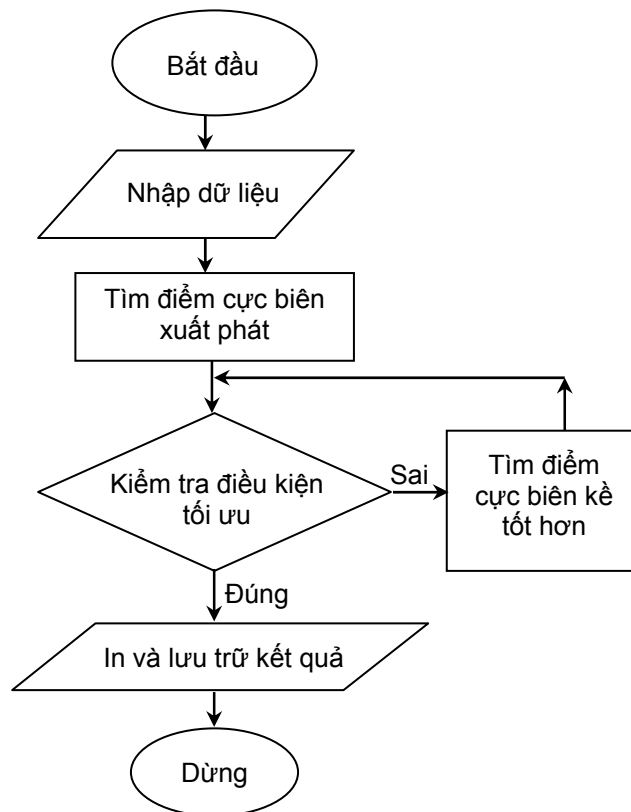 Bắt đầu
Nhập dữ liệu
Tìm điểm cực biên
xuất phát
Kiểm tra điều kiện
tối ưu
Sai
Tìm điểm
cực biên kề
tốt hơn
Đúng
In và lưu trữ kết quả
Dừng